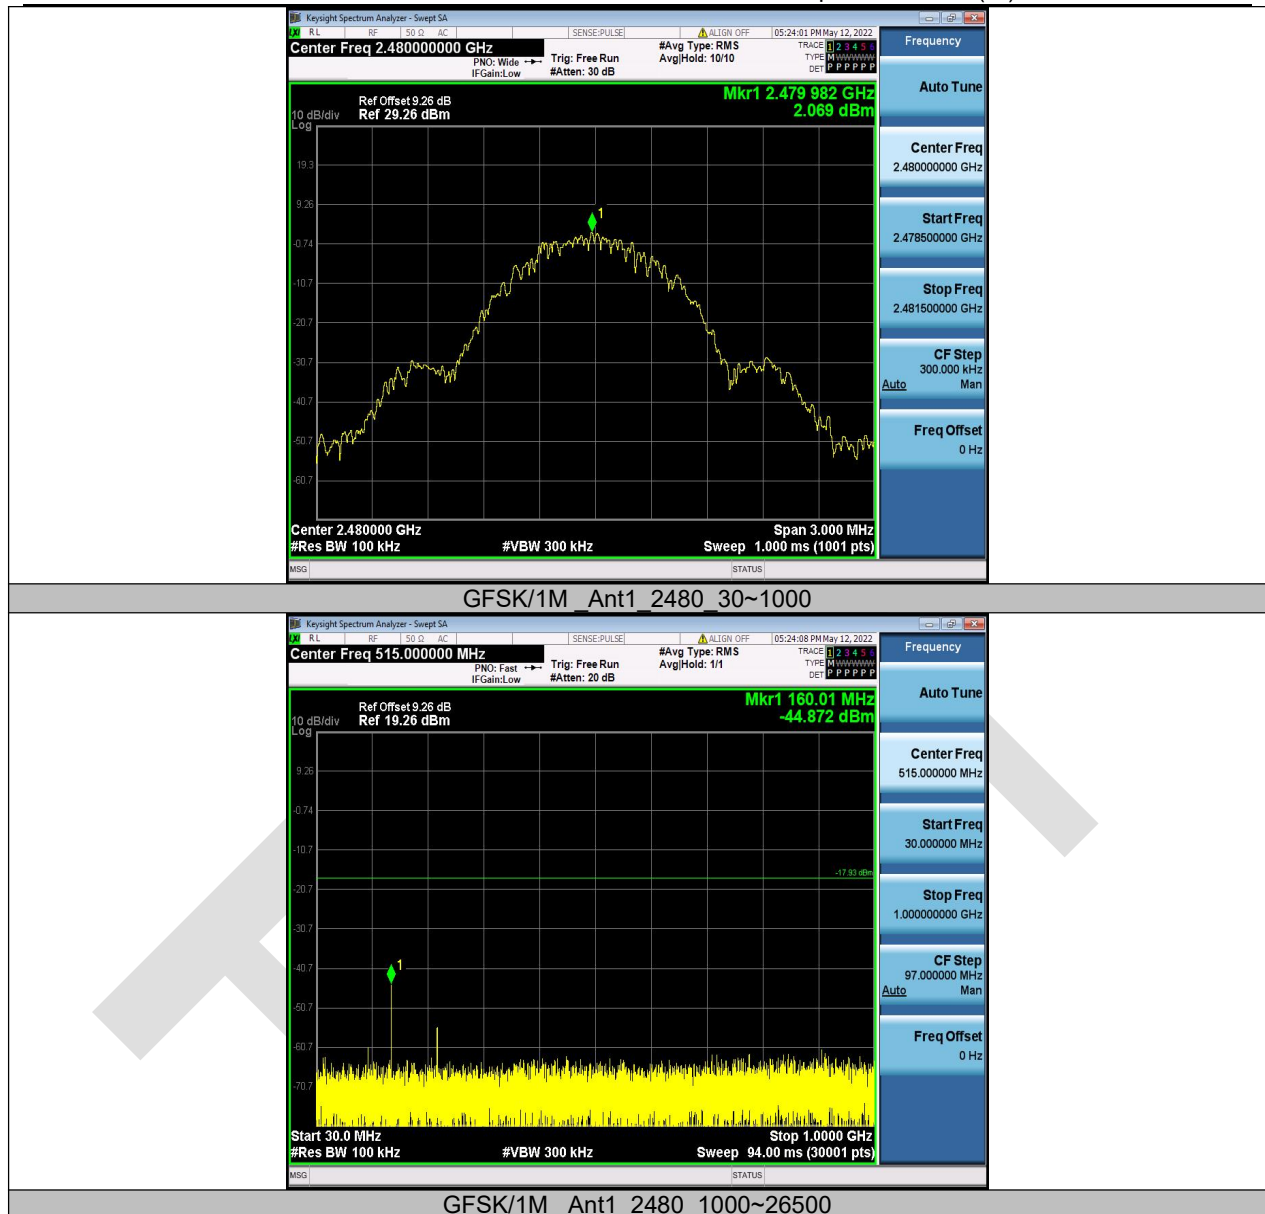 Keysight Spectrum Analyzer - Swept SA
RL RF 50 Ω AC SENSE:PULSE ALIGN OFF 05:24:01 PM May 12, 2022
Center Freq 2.480000000 GHz
#Avg Type: RMS
TRACE 1 2 3 4 5 6
PNO: Wide Trig: Free Run Avg|Hold: 10/10
TYPE M WWWWW
IFGain:Low #Atten: 30 dB
DET P P P P P P
Mkr1 2.479 982 GHz
2.069 dBm
Ref Offset 9.26 dB
10 dB/div Ref 29.26 dBm
Log
19.3
9.26
-0.74
-10.7
-20.7
-30.7
-40.7
-50.7
-60.7
1
Center 2.480000 GHz Span 3.000 MHz
#Res BW 100 kHz #VBW 300 kHz Sweep 1.000 ms (1001 pts)
MSG STATUS
Frequency
Auto Tune
Center Freq
2.480000000 GHz
Start Freq
2.478500000 GHz
Stop Freq
2.481500000 GHz
CF Step
300.000 kHz
Auto Man
Freq Offset
0 Hz
GFSK/1M _Ant1_2480_30~1000
Keysight Spectrum Analyzer - Swept SA
RL RF 50 Ω AC SENSE:PULSE ALIGN OFF 05:24:08 PM May 12, 2022
Center Freq 515.000000 MHz
#Avg Type: RMS
TRACE 1 2 3 4 5 6
PNO: Fast Trig: Free Run Avg|Hold: 1/1
TYPE M WWWWW
IFGain:Low #Atten: 20 dB
DET P P P P P P
Mkr1 160.01 MHz
-44.872 dBm
Ref Offset 9.26 dB
10 dB/div Ref 19.26 dBm
Log
9.26
-0.74
-10.7
-17.93 dBm
-20.7
-30.7
-40.7
-50.7
-60.7
-70.7
1
Start 30.0 MHz Stop 1.0000 GHz
#Res BW 100 kHz #VBW 300 kHz Sweep 94.00 ms (30001 pts)
MSG STATUS
Frequency
Auto Tune
Center Freq
515.000000 MHz
Start Freq
30.000000 MHz
Stop Freq
1.000000000 GHz
CF Step
97.000000 MHz
Auto Man
Freq Offset
0 Hz
GFSK/1M _Ant1_2480_1000~26500